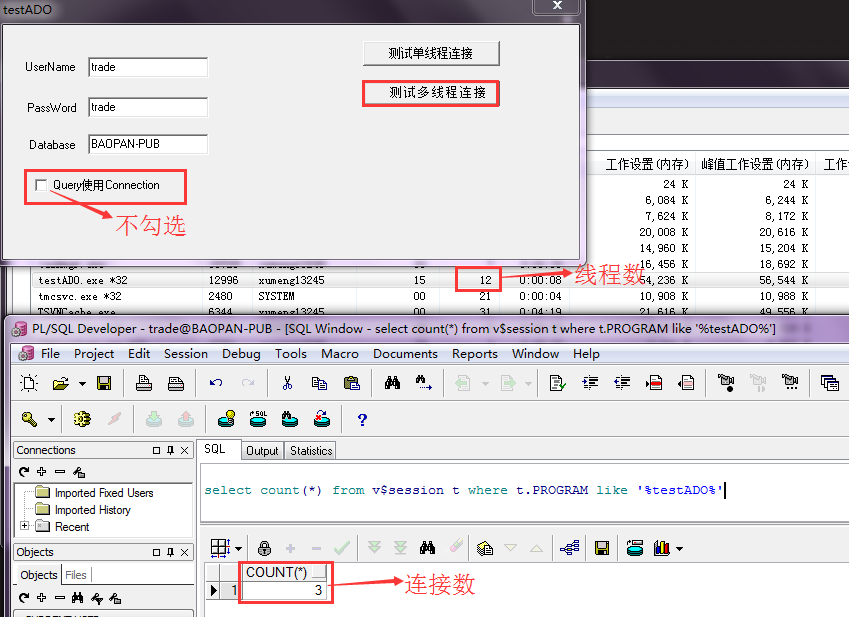 testADO
UserName trade
测试单线程连接
PassWord trade
测试多线程连接
Database BAOPAN-PUB
Query使用Connection
不勾选
工作设置(内存) 峰值工作设置(内存) 工作
24 K 24 K
6,084 K 6,244 K
7,624 K 8,172 K
20,008 K 20,616 K
14,960 K 15,204 K
16,456 K 18,692 K
线程数
testADO.exe *32 12996 xumeng13245 15 12 0:00:08 54,236 K 56,544 K
tmcsvc.exe *32 2480 SYSTEM 00 21 0:00:04 10,908 K 10,988 K
TSVNCache.exe 6344 xumeng13245 00 31 0:04:19 21,616 K 49,556 K
PL/SQL Developer - trade@BAOPAN-PUB - [SQL Window - select count(*) from v$session t where t.PROGRAM like '%testADO%']
File Project Edit Session Debug Tools Macro Documents Reports Window Help
SQL
Connections
SQL Output Statistics
Imported Fixed Users
Imported History
Recent
select count(*) from v$session t where t.PROGRAM like '%testADO%'
Objects
Objects Files
COUNT(*)
1 3
连接数